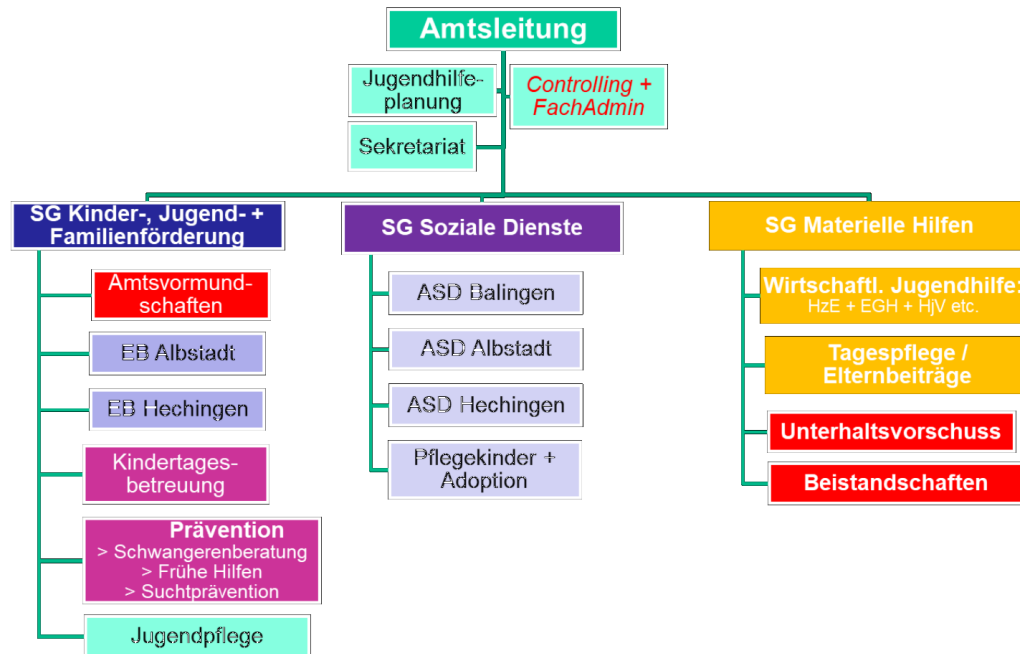 Amtsleitung
Jugendhilfe-
planung
Controlling +
FachAdmin
Sekretariat
SG Kinder-, Jugend- +
Familienförderung
Amtsvormund-
schaften
EB Albstadt
EB Hechingen
Kindertages-
betreuung
Prävention
> Schwangerenberatung
> Frühe Hilfen
> Suchtprävention
Jugendpflege
SG Soziale Dienste
ASD Balingen
ASD Albstadt
ASD Hechingen
Pflegekinder +
Adoption
SG Materielle Hilfen
Wirtschaftl. Jugendhilfe:
HzE + EGH + HjV etc.
Tagespflege /
Elternbeiträge
Unterhaltsvorschuss
Beistandschaften